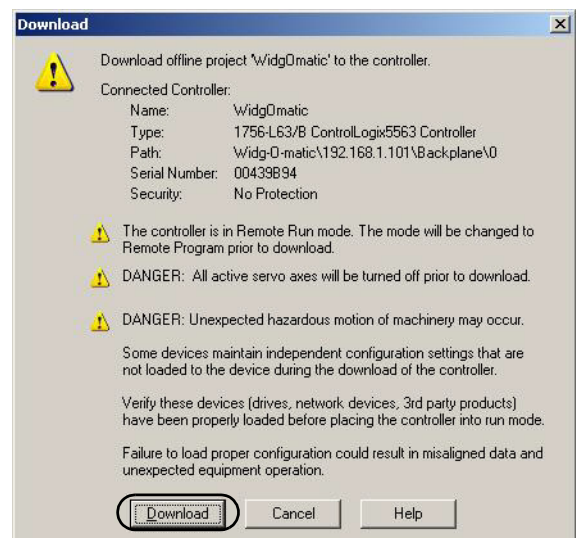 Download
Download offline project 'WidgOmatic' to the controller.
Connected Controller:
Name: WidgOmatic
Type: 1756-L63/B ControlLogix5563 Controller
Path: Widg-O-matic\192.168.1.101\Backplane\0
Serial Number: 00439B94
Security: No Protection
The controller is in Remote Run mode. The mode will be changed to
Remote Program prior to download.
DANGER: All active servo axes will be turned off prior to download.
DANGER: Unexpected hazardous motion of machinery may occur.
Some devices maintain independent configuration settings that are
not loaded to the device during the download of the controller.
Verify these devices (drives, network devices, 3rd party products)
have been properly loaded before placing the controller into run mode.
Failure to load proper configuration could result in misaligned data and
unexpected equipment operation.
Download Cancel Help